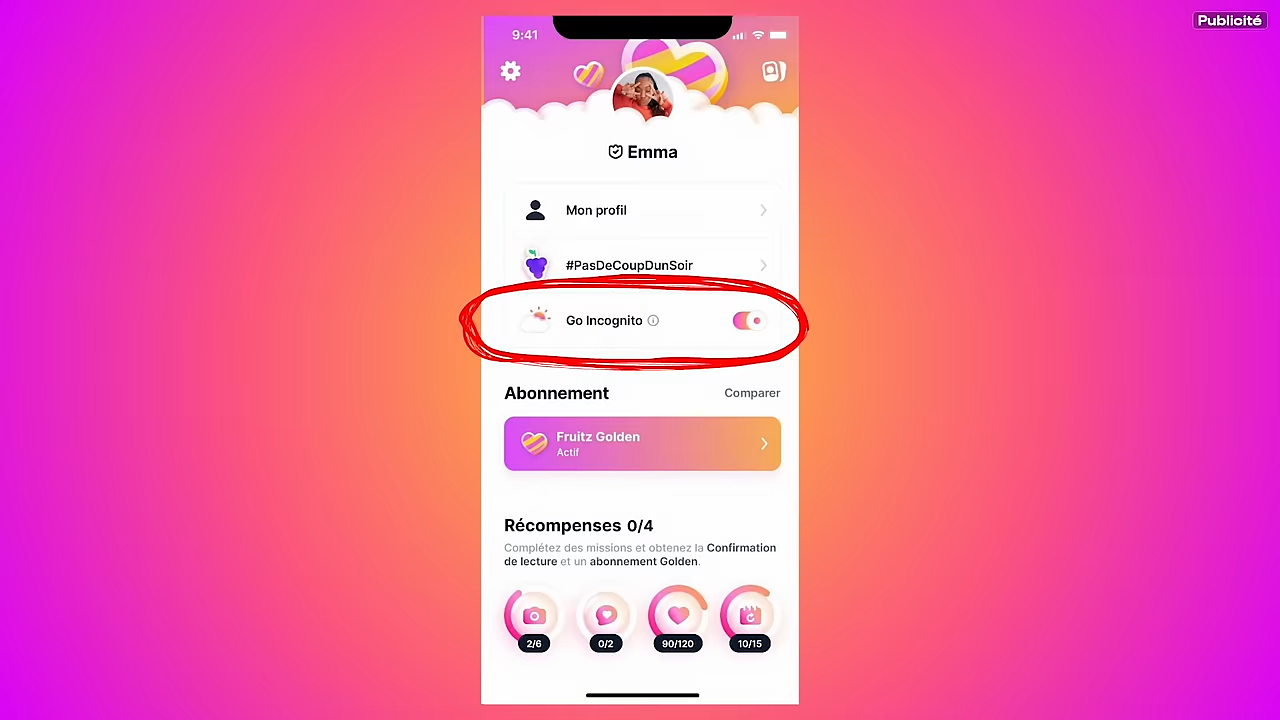 Publicité
9:41
Emma
Mon profil
#PasDeCoupDunSoir
Go Incognito
Abonnement
Comparer
Fruitz Golden
Actif
Récompenses 0/4
Complétez des missions et obtenez la Confirmation
de lecture et un abonnement Golden.
2/6
0/2
90/120
10/15